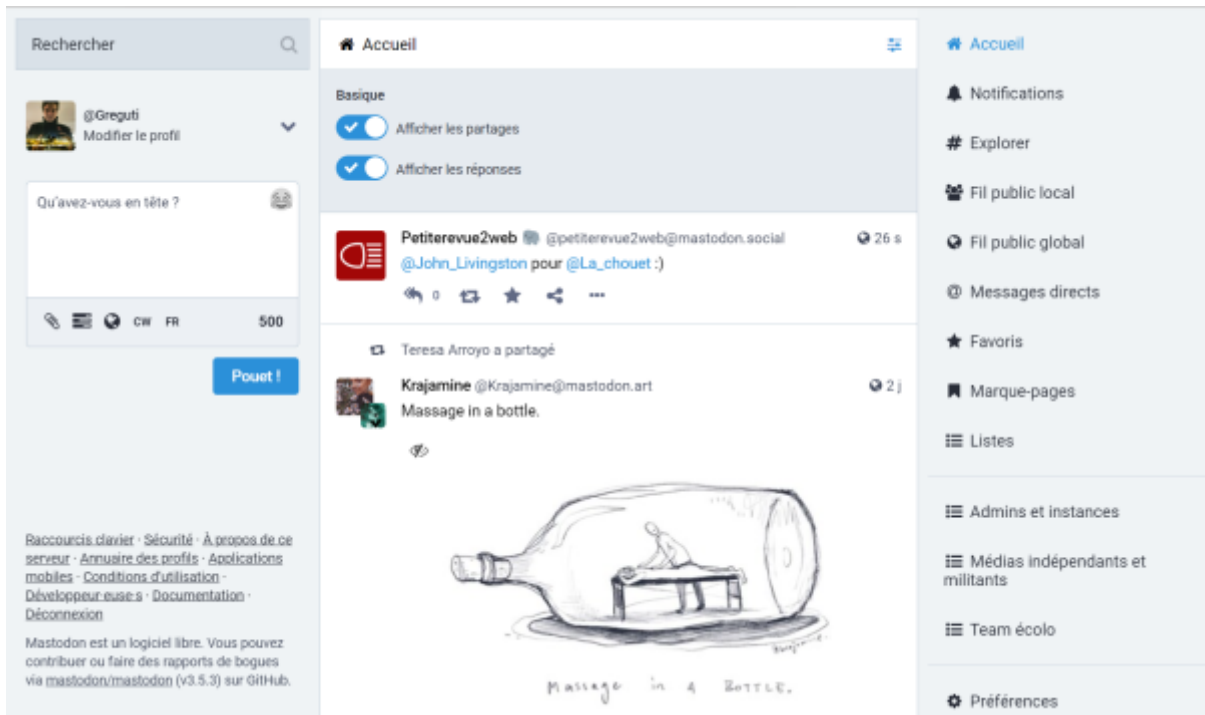 Rechercher
@Greguti
Modifier le profil
Qu'avez-vous en tête ?
CW FR 500
Pouet !
Raccourcis clavier · Sécurité · À propos de ce
serveur · Annuaire des profils · Applications
mobiles · Conditions d'utilisation ·
Développeur·euse·s · Documentation ·
Déconnexion
Mastodon est un logiciel libre. Vous pouvez
contribuer ou faire des rapports de bogues
via mastodon/mastodon (v3.5.3) sur GitHub.
Accueil
Basique
Afficher les partages
Afficher les réponses
Petiterevue2web @petiterevue2web@mastodon.social 26 s
@John_Livingston pour @La_chouet :)
0
Teresa Arroyo a partagé
Krajamine @Krajamine@mastodon.art 2 j
Massage in a bottle.
Krajamine.
MASSAGE in A BOTTLE.
Accueil
Notifications
# Explorer
Fil public local
Fil public global
@ Messages directs
Favoris
Marque-pages
Listes
Admins et instances
Médias indépendants et
militants
Team écolo
Préférences